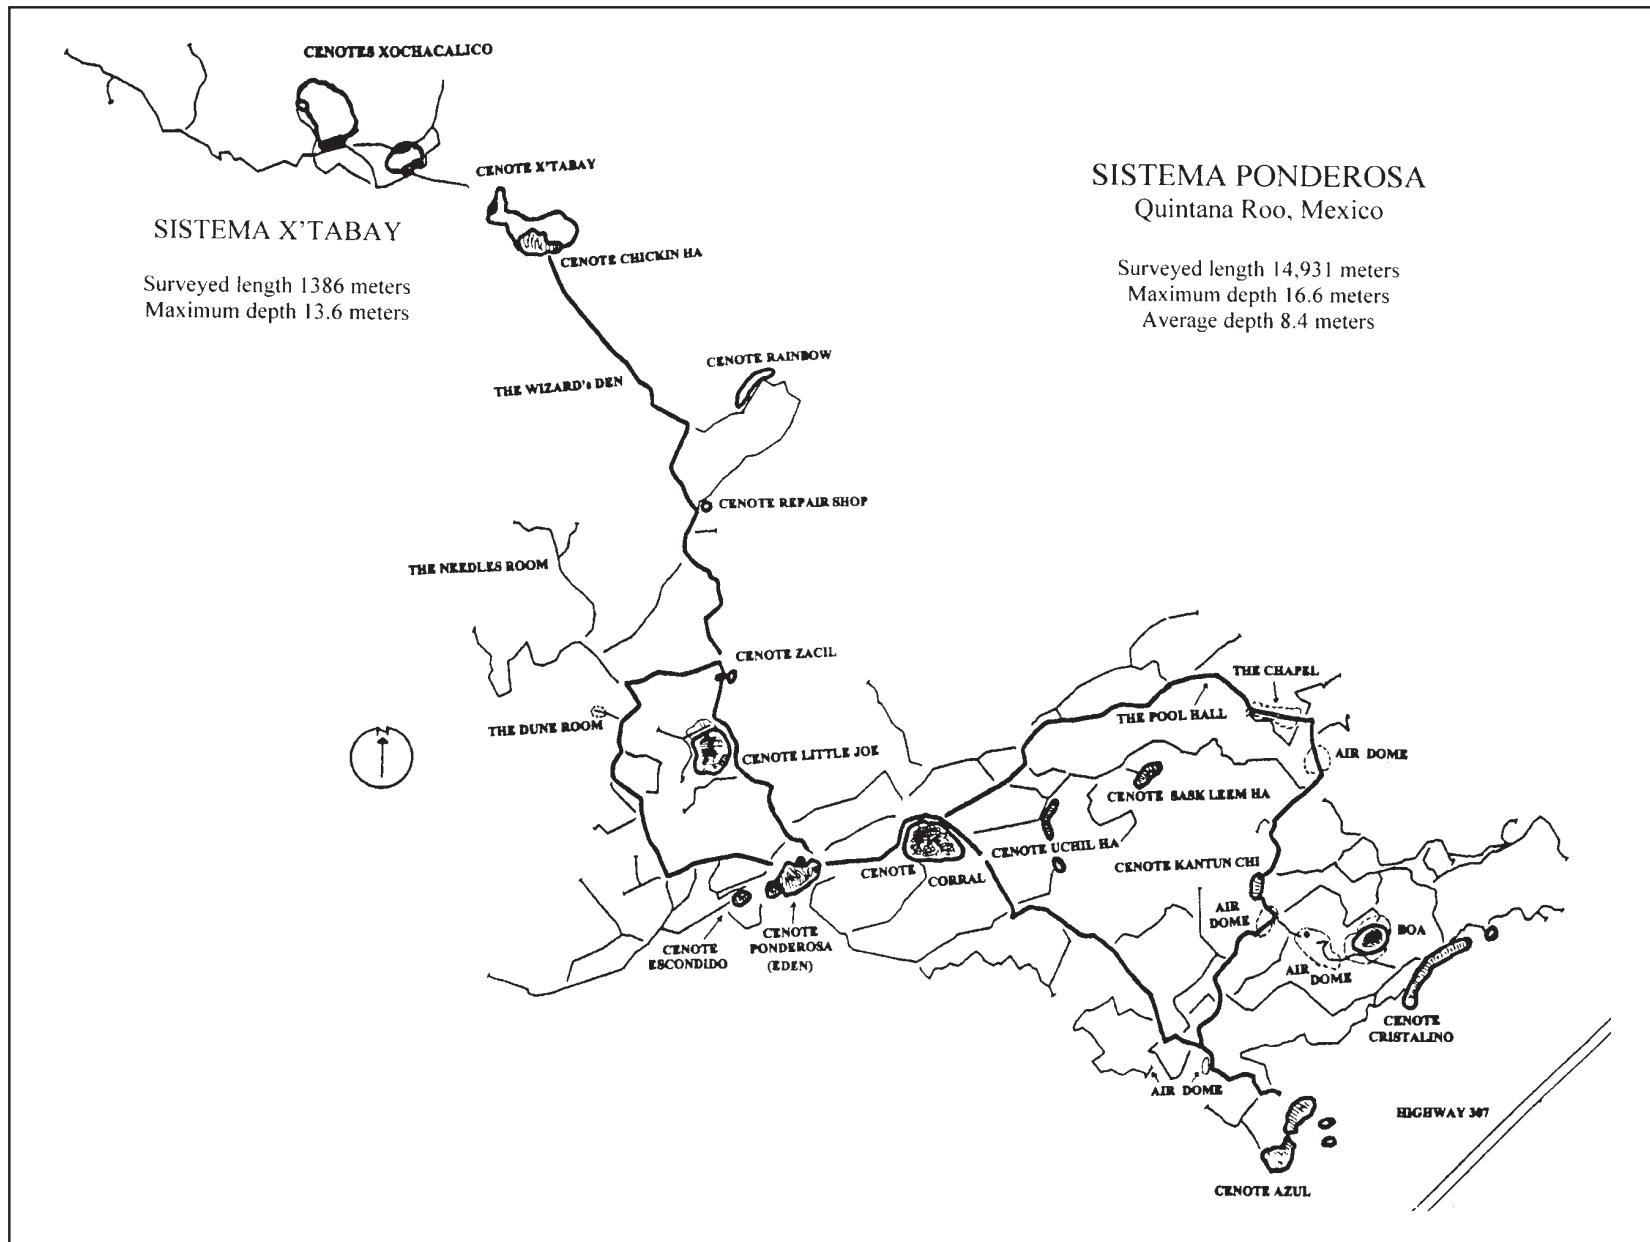 CENOTES XOCHACALICO
CENOTE X'TABAY
SISTEMA X'TABAY
Surveyed length 1386 meters
Maximum depth 13.6 meters
SISTEMA PONDEROSA
Quintana Roo, Mexico
Surveyed length 14,931 meters
Maximum depth 16.6 meters
Average depth 8.4 meters
CENOTE CHICKIN HA
CENOTE RAINBOW
THE WIZARD's DEN
CENOTE REPAIR SHOP
THE NEEDLES ROOM
CENOTE ZACIL
THE CHAPEL
THE POOL HALL
THE DUNE ROOM
N
CENOTE LITTLE JOE
AIR DOME
CENOTE SASK LEEM HA
CENOTE UCHIL HA
CENOTE KANTUN CHI
CENOTE
CORRAL
AIR
DOME
BOA
CENOTE
PONDEROSA
(EDEN)
CENOTE
ESCONDIDO
AIR
DOME
CENOTE
CRISTALINO
AIR DOME
HIGHWAY 307
CENOTE AZUL